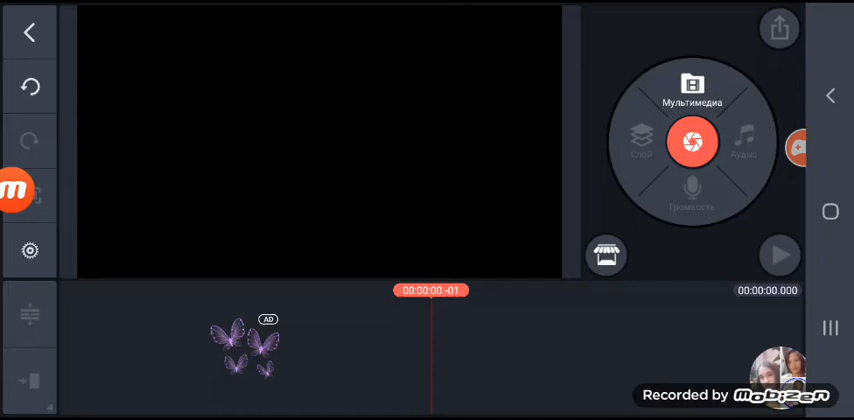 Мультимедиа
Слой
Аудио
Громкость
m
00:00:00.-01
00:00:00.000
AD
Recorded by mobizen